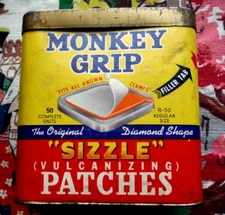 MONKEY
GRIP
"FITS ALL KNOWN CLAMPS"
FILLER TAB
50
COMPLETE
UNITS
R-50
REGULAR
SIZE
The Original Diamond Shape
"SIZZLE"
(VULCANIZING)
PATCHES